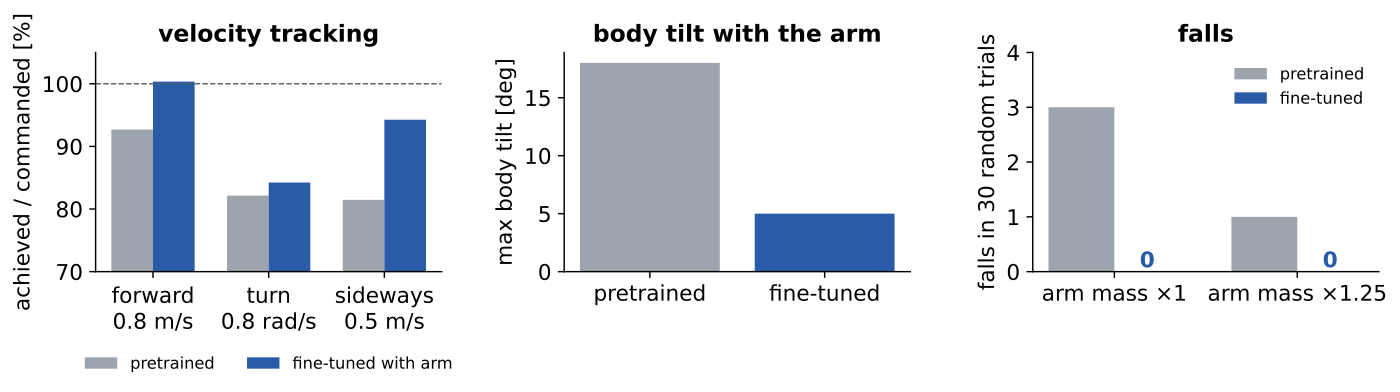 velocity tracking
achieved / commanded [%]
100
90
80
70
forward
0.8 m/s
turn
0.8 rad/s
sideways
0.5 m/s
pretrained
fine-tuned with arm
body tilt with the arm
max body tilt [deg]
15
10
5
0
pretrained
fine-tuned
falls
falls in 30 random trials
4
3
2
1
0
pretrained
fine-tuned
0
0
arm mass ×1
arm mass ×1.25